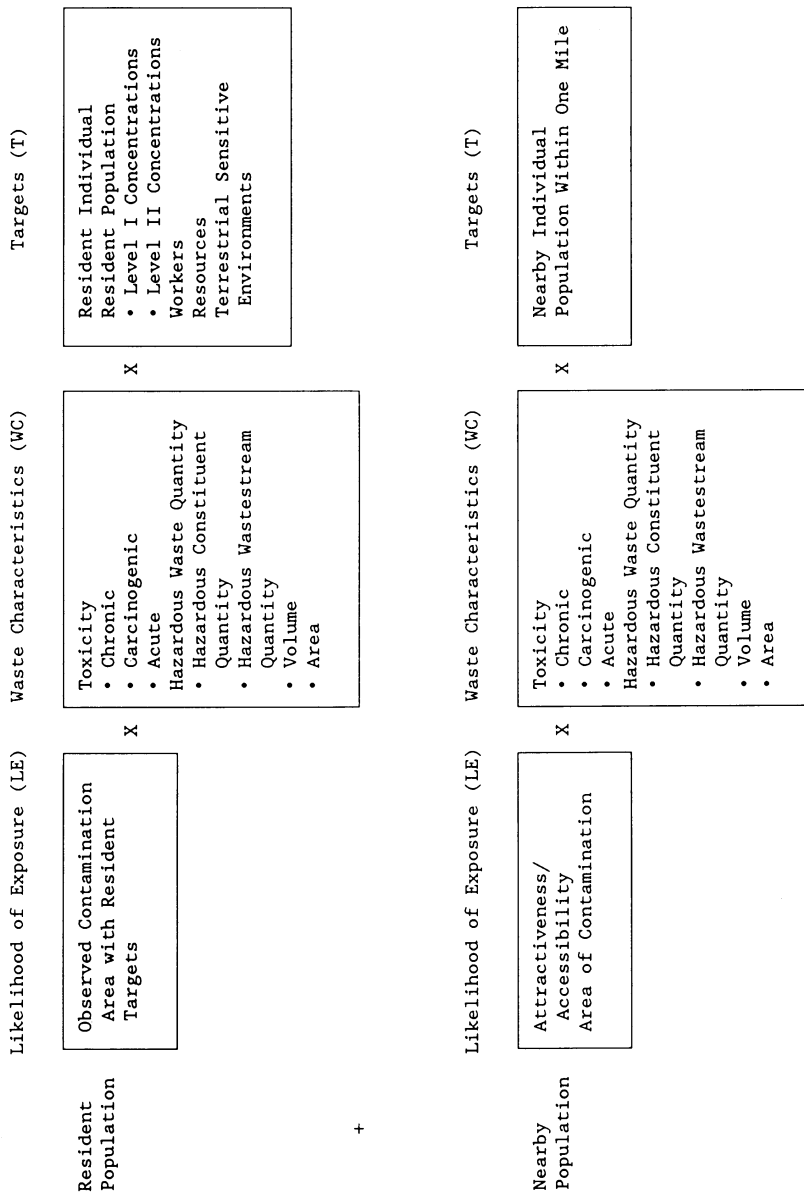 Likelihood of Exposure (LE)
Waste Characteristics (WC)
Targets (T)
Resident
Population
Observed Contamination
Area with Resident
Targets
X
Toxicity
• Chronic
• Carcinogenic
• Acute
Hazardous Waste Quantity
• Hazardous Constituent
Quantity
• Hazardous Wastestream
Quantity
• Volume
• Area
X
Resident Individual
Resident Population
• Level I Concentrations
• Level II Concentrations
Workers
Resources
Terrestrial Sensitive
Environments
+
Likelihood of Exposure (LE)
Waste Characteristics (WC)
Targets (T)
Nearby
Population
Attractiveness/
Accessibility
Area of Contamination
X
Toxicity
• Chronic
• Carcinogenic
• Acute
Hazardous Waste Quantity
• Hazardous Constituent
Quantity
• Hazardous Wastestream
Quantity
• Volume
• Area
X
Nearby Individual
Population Within One Mile